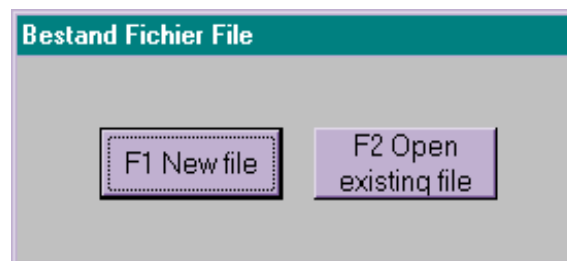 Bestand Fichier File
F1 New file
F2 Open
existing file